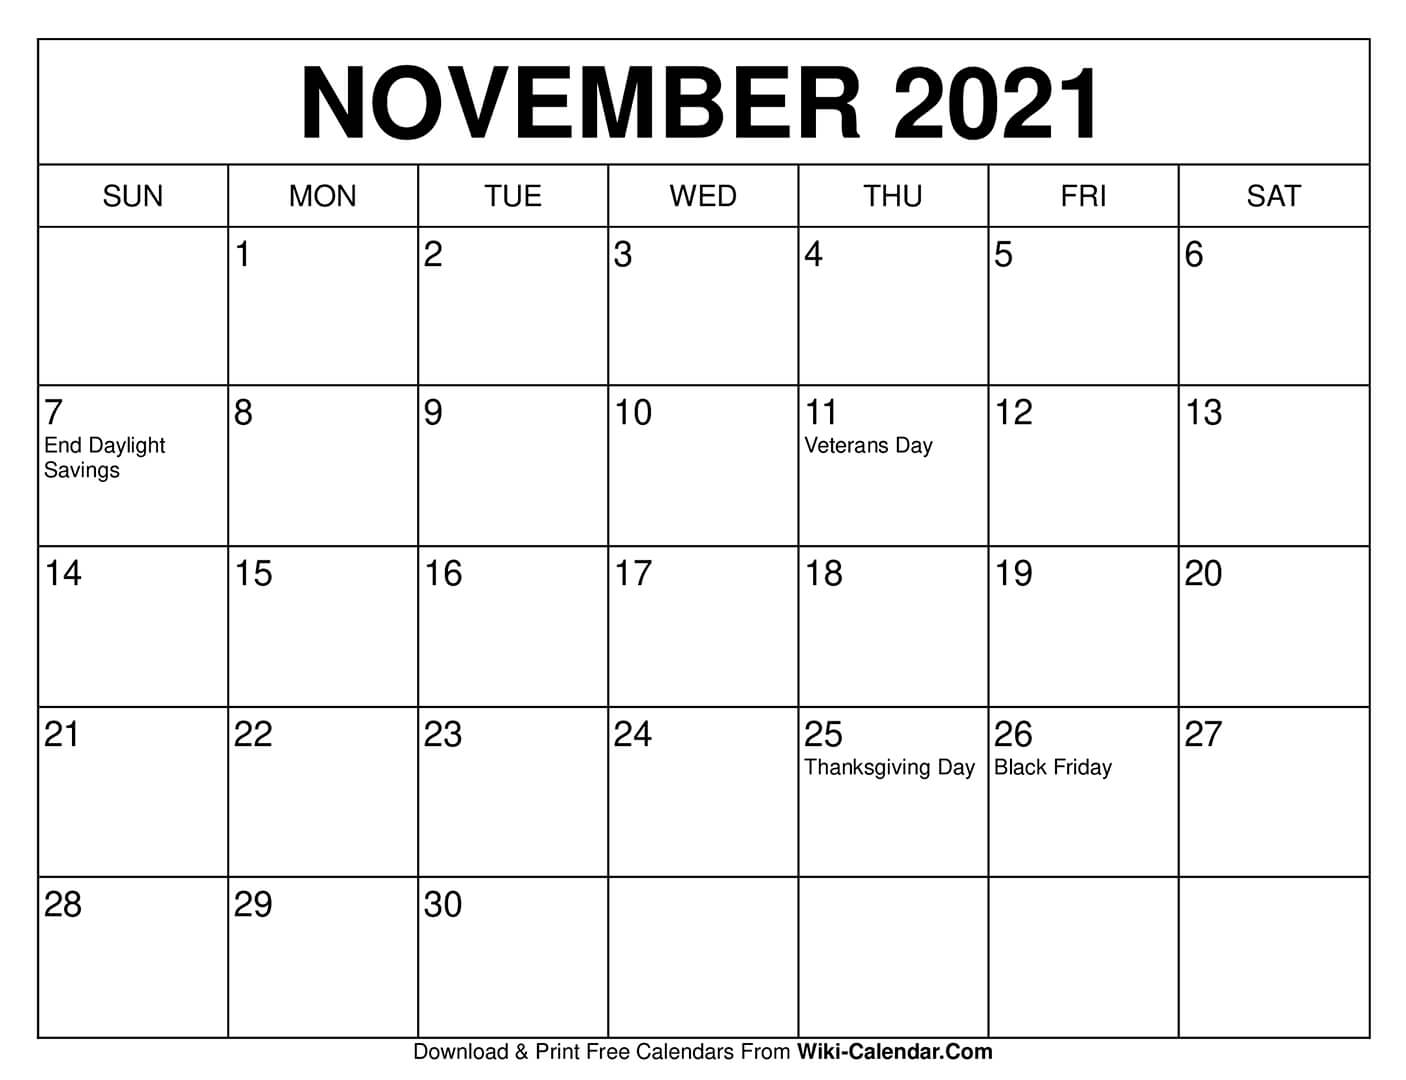 NOVEMBER 2021
SUN MON TUE WED THU FRI SAT
1 2 3 4 5 6
7 8 9 10 11 12 13
End Daylight Veterans Day
Savings
14 15 16 17 18 19 20
21 22 23 24 25 26 27
Thanksgiving Day Black Friday
28 29 30
Download & Print Free Calendars From Wiki-Calendar.Com